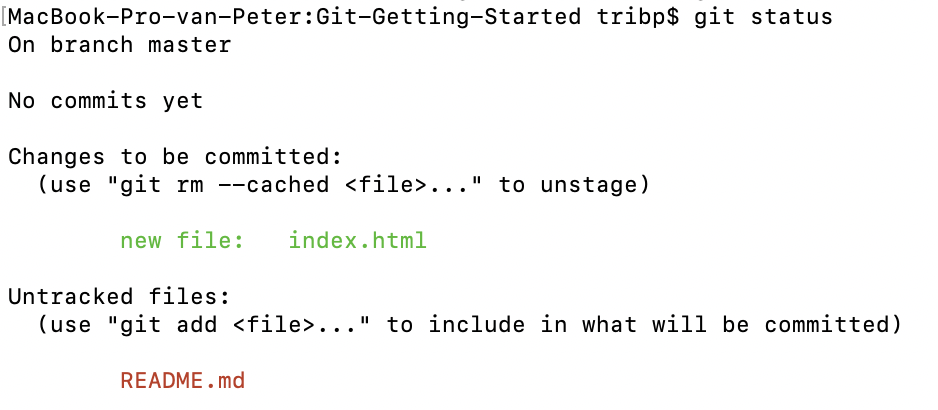 [MacBook-Pro-van-Peter:Git-Getting-Started tribp$ git status
On branch master
No commits yet
Changes to be committed:
(use "git rm --cached <file>..." to unstage)
new file: index.html
Untracked files:
(use "git add <file>..." to include in what will be committed)
README.md